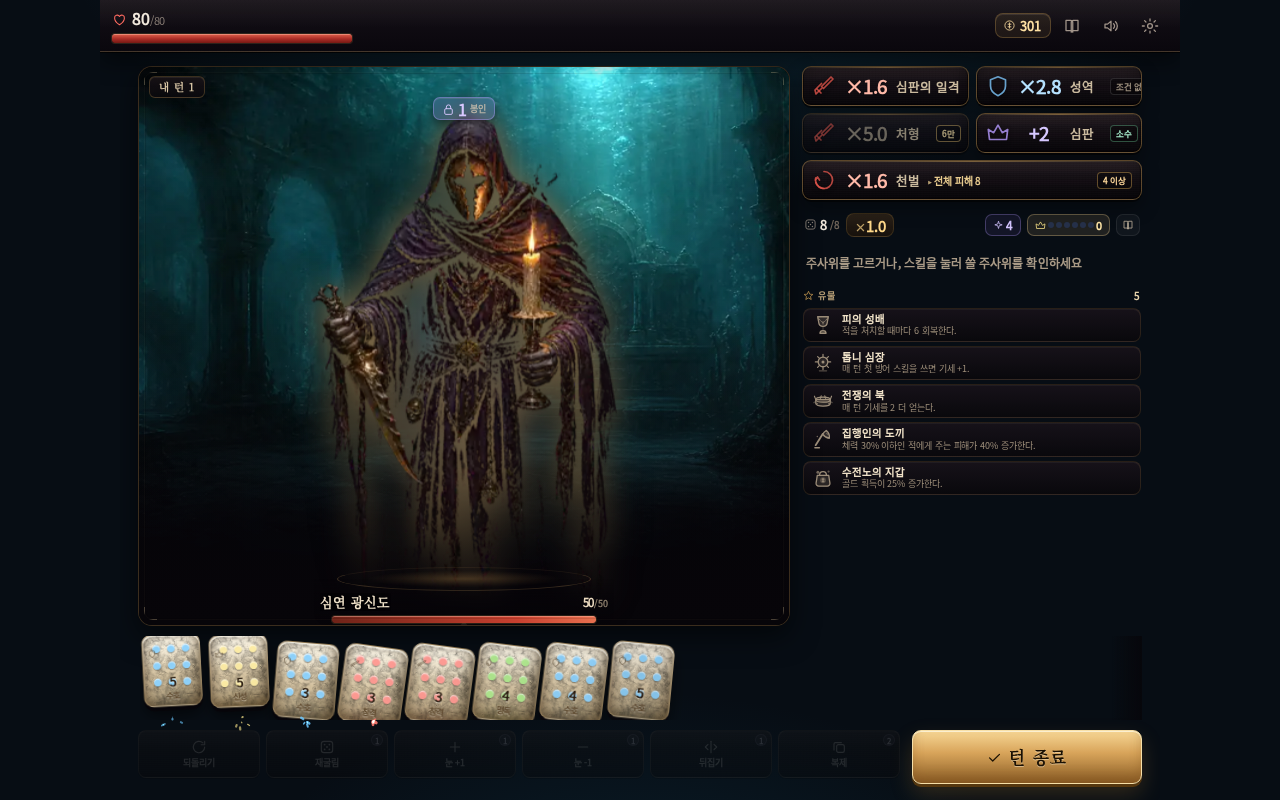 80/80
301
내 턴 1
1 봉인
심연 광신도
50/50
×1.6 심판의 일격
×2.8 성역 조건 없
×5.0 처형 6만
+2 심판 소수
×1.6 천벌 ▸전체 피해 8 4 이상
8/8 ×1.0
4
0
주사위를 고르거나, 스킬을 눌러 쓸 주사위를 확인하세요
유물 5
피의 성배
적을 처치할 때마다 6 회복한다.
톱니 심장
매 턴 첫 방어 스킬을 쓰면 기세 +1.
전쟁의 북
매 턴 기세를 2 더 얻는다.
집행인의 도끼
체력 30% 이하인 적에게 주는 피해가 40% 증가한다.
수전노의 지갑
골드 획득이 25% 증가한다.
5 5 3 3 3 4 4 5
되돌리기
재굴림 1
눈 +1 1
눈 -1 1
뒤집기 1
복제 2
턴 종료